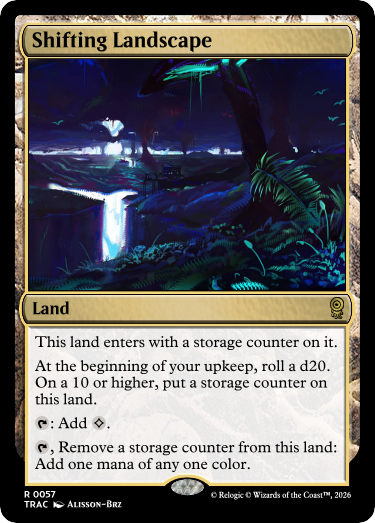 Shifting Landscape
Land
This land enters with a storage counter on it.
At the beginning of your upkeep, roll a d20.
On a 10 or higher, put a storage counter on
this land.
: Add .
, Remove a storage counter from this land:
Add one mana of any one color.
R 0057
TRAC Alisson-Brz
© Relogic © Wizards of the Coast™, 2026